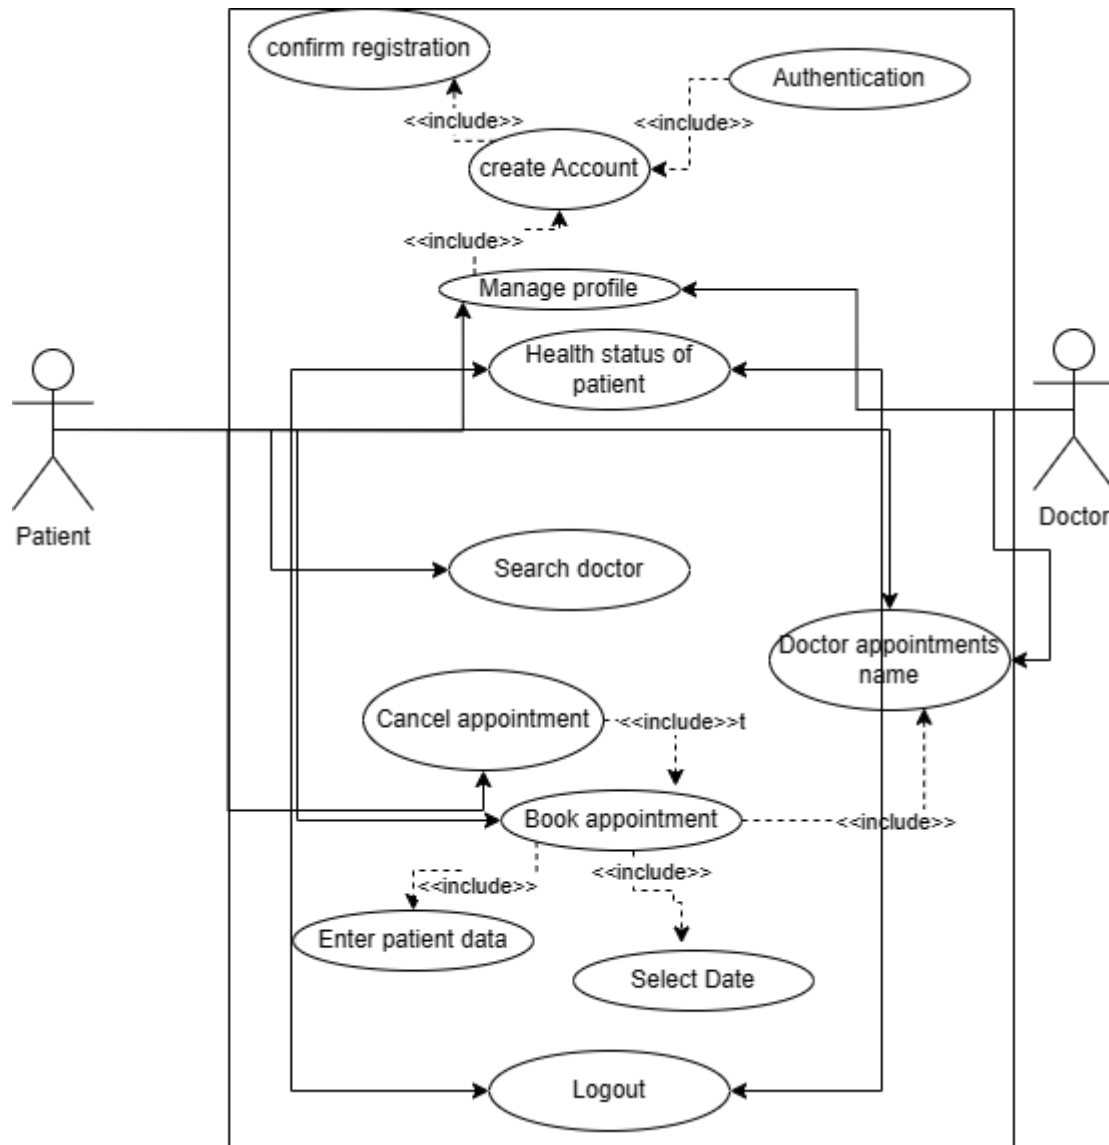 confirm registration
Authentication
<<include>>
<<include>>
create Account
<<include>>
Manage profile
Health status of
patient
Patient
Doctor
Search doctor
Doctor appointments
name
Cancel appointment
<<include>>t
Book appointment
<<include>>
<<include>>
<<include>>
Enter patient data
Select Date
Logout